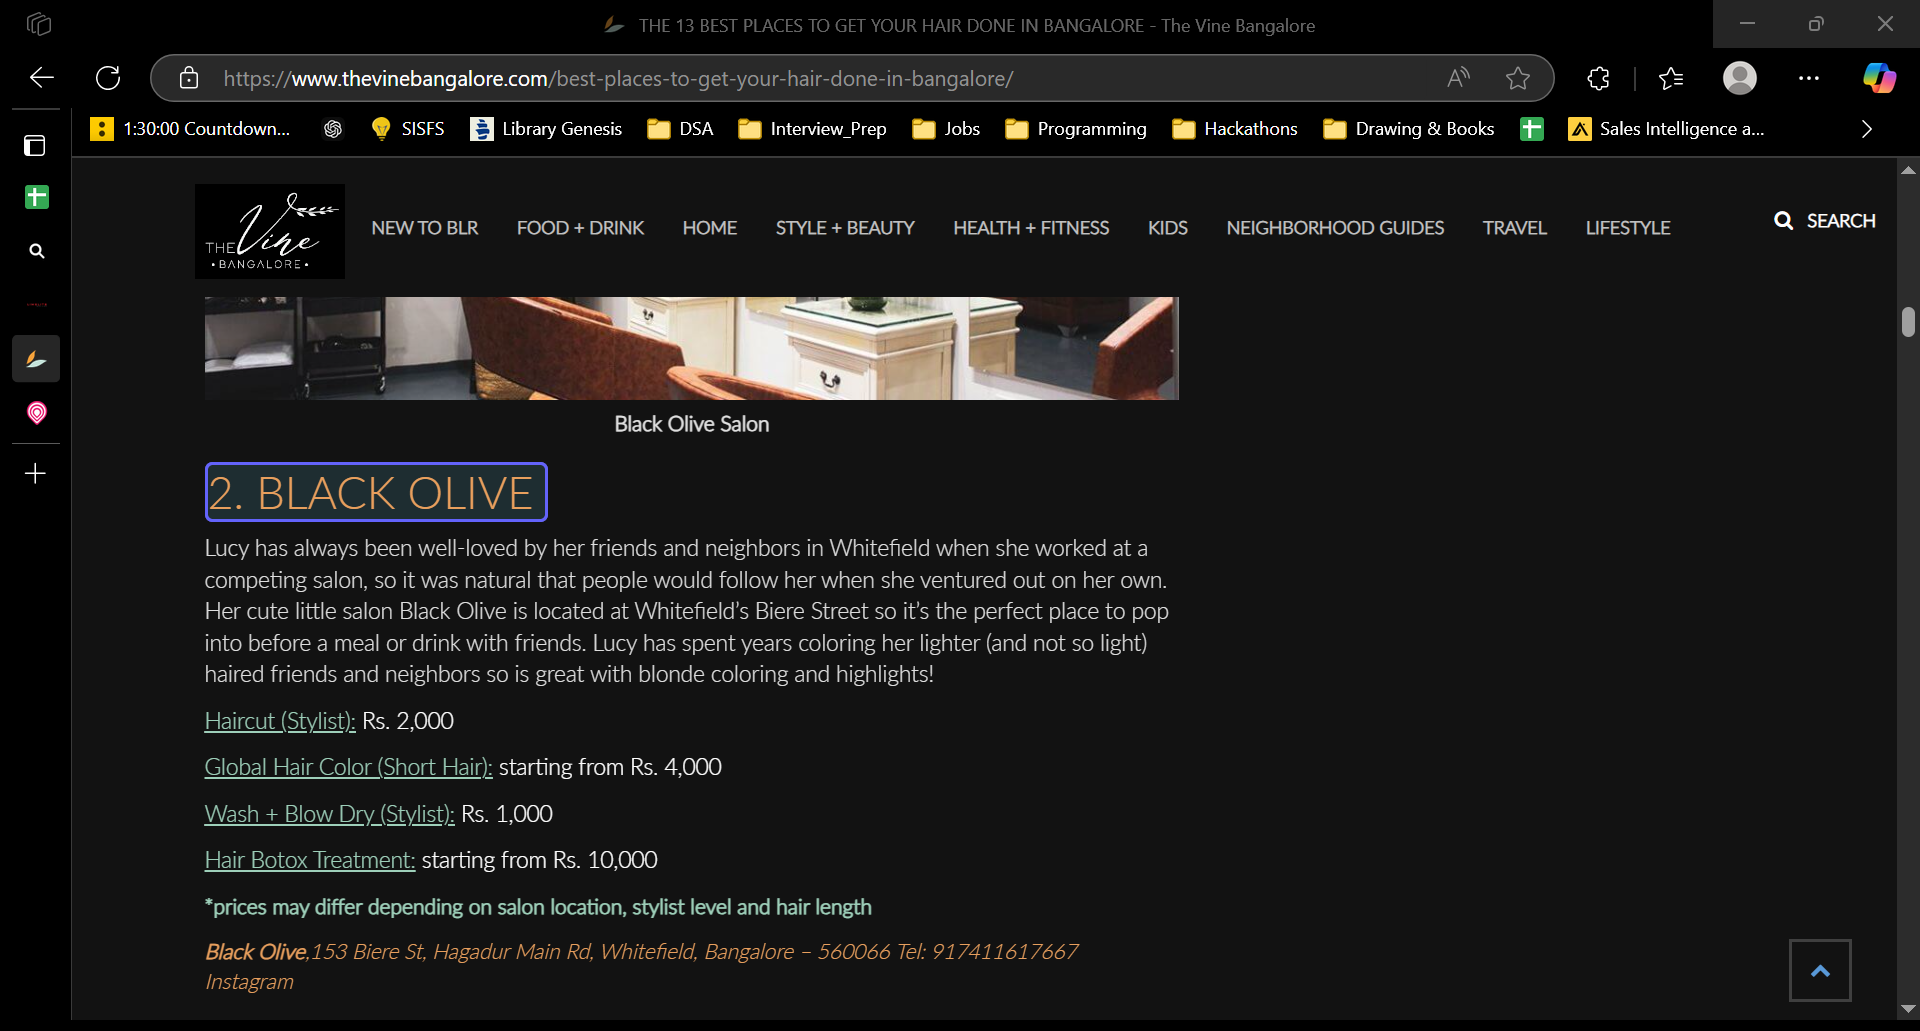 THE 13 BEST PLACES TO GET YOUR HAIR DONE IN BANGALORE - The Vine Bangalore
https://www.thevinebangalore.com/best-places-to-get-your-hair-done-in-bangalore/
1:30:00 Countdown... SISFS Library Genesis DSA Interview_Prep Jobs Programming Hackathons Drawing & Books Sales Intelligence a...
THE Vine
•BANGALORE•
NEW TO BLR FOOD + DRINK HOME STYLE + BEAUTY HEALTH + FITNESS KIDS NEIGHBORHOOD GUIDES TRAVEL LIFESTYLE SEARCH
Black Olive Salon
2. BLACK OLIVE
Lucy has always been well-loved by her friends and neighbors in Whitefield when she worked at a
competing salon, so it was natural that people would follow her when she ventured out on her own.
Her cute little salon Black Olive is located at Whitefield’s Biere Street so it’s the perfect place to pop
into before a meal or drink with friends. Lucy has spent years coloring her lighter (and not so light)
haired friends and neighbors so is great with blonde coloring and highlights!
Haircut (Stylist): Rs. 2,000
Global Hair Color (Short Hair): starting from Rs. 4,000
Wash + Blow Dry (Stylist): Rs. 1,000
Hair Botox Treatment: starting from Rs. 10,000
*prices may differ depending on salon location, stylist level and hair length
Black Olive,153 Biere St, Hagadur Main Rd, Whitefield, Bangalore – 560066 Tel: 917411617667
Instagram